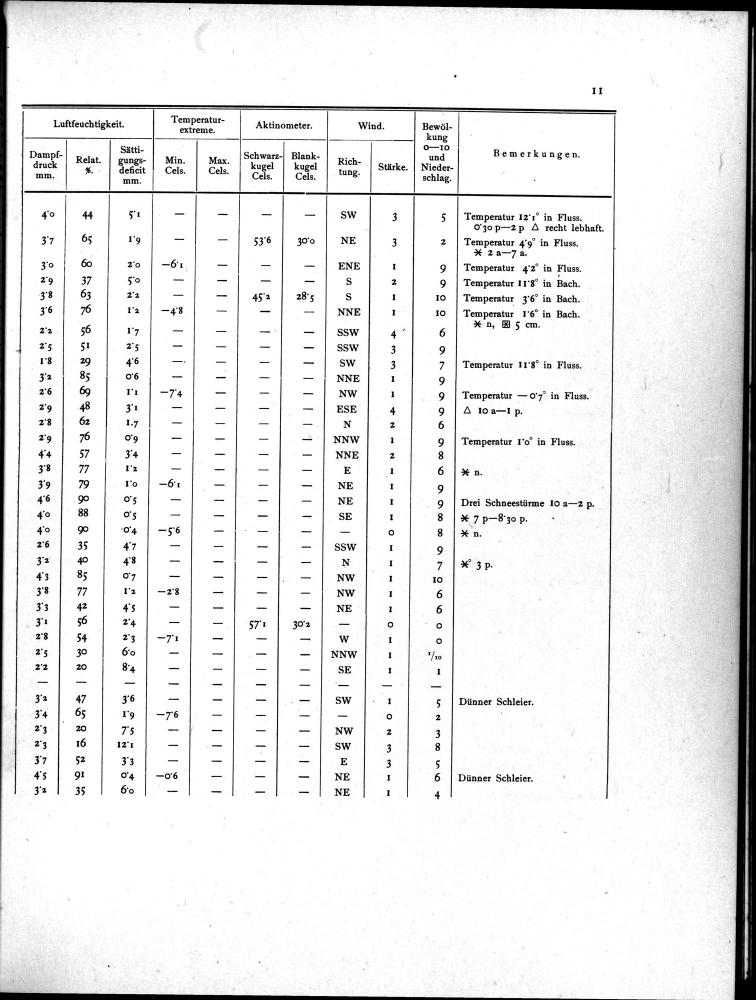 11
Luftfeuchtigkeit. Temperatur-extreme. Aktinometer. Wind. Bewöl-kung 0—10 und Nieder-schlag. Bemerkungen.
Dampf-druck mm. Relat. %. Sätti-gungs-deficit mm. Min. Cels. Max. Cels. Schwarz-kugel Cels. Blank-kugel Cels. Rich-tung. Stärke.
4·0 44 5·1 — — — — SW 3 5 Temperatur 12·1° in Fluss.
0·30 p—2 p △ recht lebhaft.
3·7 65 1·9 — — 53·6 30·0 NE 3 2 Temperatur 4·9° in Fluss.
✳ 2 a—7 a.
3·0 60 2·0 —6·1 — — — ENE 1 9 Temperatur 4·2° in Fluss.
2·9 37 5·0 — — — — S 2 9 Temperatur 11·8° in Bach.
3·8 63 2·2 — — 45·2 28·5 S 1 10 Temperatur 3·6° in Bach.
3·6 76 1·2 —4·8 — — — NNE 1 10 Temperatur 1·6° in Bach.
✳ n, ⊠ 5 cm.
2·2 56 1·7 — — — — SSW 4 6
2·5 51 2·5 — — — — SSW 3 9
1·8 29 4·6 — — — — SW 3 7 Temperatur 11·8° in Fluss.
3·2 85 0·6 — — — — NNE 1 9
2·6 69 1·1 —7·4 — — — NW 1 9 Temperatur —0·7° in Fluss.
2·9 48 3·1 — — — — ESE 4 9 △ 10 a—1 p.
2·8 62 1.7 — — — — N 2 6
2·9 76 0·9 — — — — NNW 1 9 Temperatur 1·0° in Fluss.
4·4 57 3·4 — — — — NNE 2 8
3·8 77 1·2 — — — — E 1 6 ✳ n.
3·9 79 1·0 —6·1 — — — NE 1 9
4·6 90 0·5 — — — — NE 1 9 Drei Schneestürme 10 a—2 p.
4·0 88 0·5 — — — — SE 1 8 ✳ 7 p—8·30 p.
4·0 90 0·4 —5·6 — — — — 0 8 ✳ n.
2·6 35 4·7 — — — — SSW 1 9
3·2 40 4·8 — — — — N 1 7 ✳° 3 p.
4·3 85 0·7 — — — — NW 1 10
3·8 77 1·2 —2·8 — — — NW 1 6
3·3 42 4·5 — — — — NE 1 6
3·1 56 2·4 — — 57·1 30·2 — 0 0
2·8 54 2·3 —7·1 — — — W 1 0
2·5 30 6·0 — — — — NNW 1 1/10
2·2 20 8·4 — — — — SE 1 1
— — — — — — — — — —
3·2 47 3·6 — — — — SW 1 5 Dünner Schleier.
3·4 65 1·9 —7·6 — — — — 0 2
2·3 20 7·5 — — — — NW 2 3
2·3 16 12·1 — — — — SW 3 8
3·7 52 3·3 — — — — E 3 5
4·5 91 0·4 —0·6 — — — NE 1 6 Dünner Schleier.
3·2 35 6·0 — — — — NE 1 4